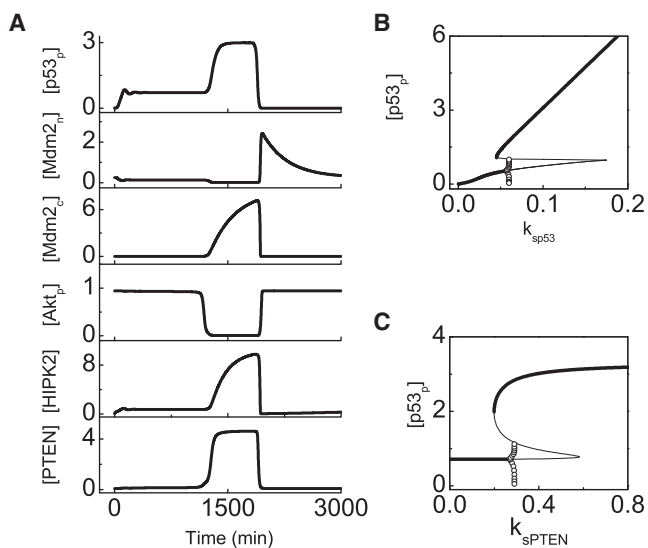 A
3
0
[p53p]
2
0
[Mdm2n]
6
0
[Mdm2c]
1
0
[Aktp]
8
0
[HIPK2]
4
0
[PTEN]
0 1500 3000
Time (min)
B
6
3
0
[p53p]
0.0 0.1 0.2
ksp53
C
4
2
0
[p53p]
0.0 0.4 0.8
ksPTEN